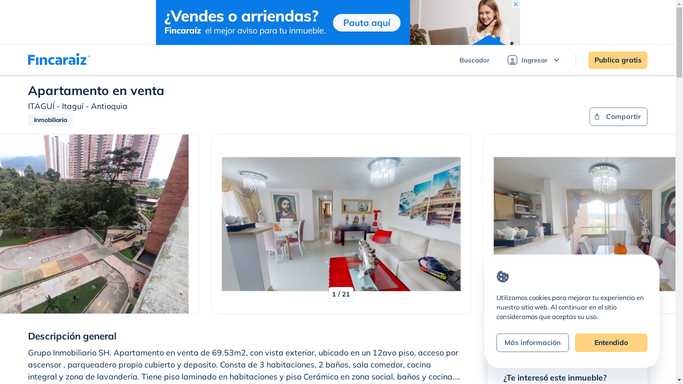 ¿Vendes o arriendas?
Fincaraíz el mejor aviso para tu inmueble.
Pauta aquí
Fincaraíz
Buscador
Ingresar
Publica gratis
Apartamento en venta
ITAGUÍ - Itagui - Antioquia
Inmobiliaria
Compartir
1 / 21
Utilizamos cookies para mejorar tu experiencia en
nuestro sitio web. Al continuar en el sitio
consideramos que aceptas su uso.
Más información
Entendido
Descripción general
Grupo Inmobiliario SH. Apartamento en venta de 69.53m2, con vista exterior, ubicado en un 12avo piso, acceso por
ascensor , parqueadero propio cubierto y deposito. Consta de 3 habitaciones, 2 baños, sala comedor, cocina
integral y zona de lavandería. Tiene piso laminado en habitaciones y piso Cerámica en zona social, baños y cocina....
¿Te interesó este inmueble?